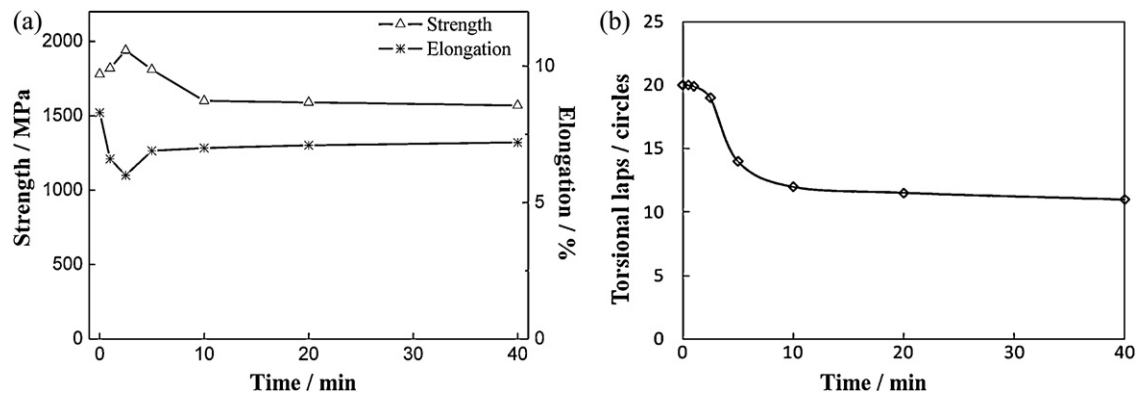 (a)
Strength
Elongation
2000
1500
1000
500
0
Strength / MPa
10
5
0
Elongation / %
0 10 20 30 40
Time / min
(b)
25
20
15
10
5
0
Torsional laps / circles
0 10 20 30 40
Time / min